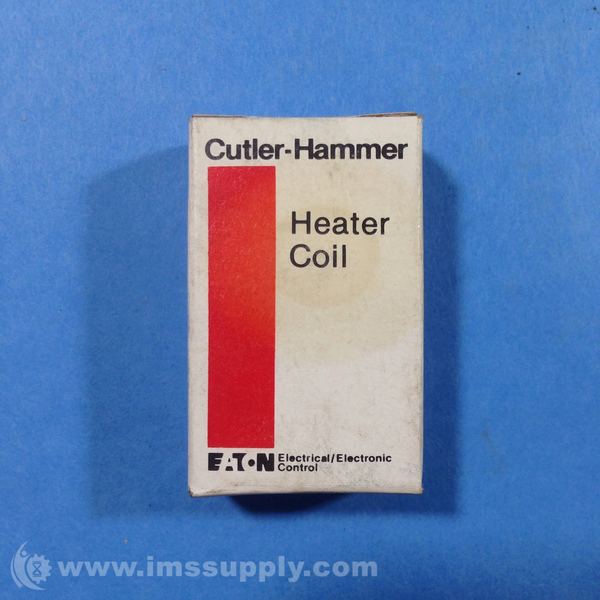 Cutler-Hammer
Heater
Coil
EATON Electrical/Electronic
Control
www.imssupply.com